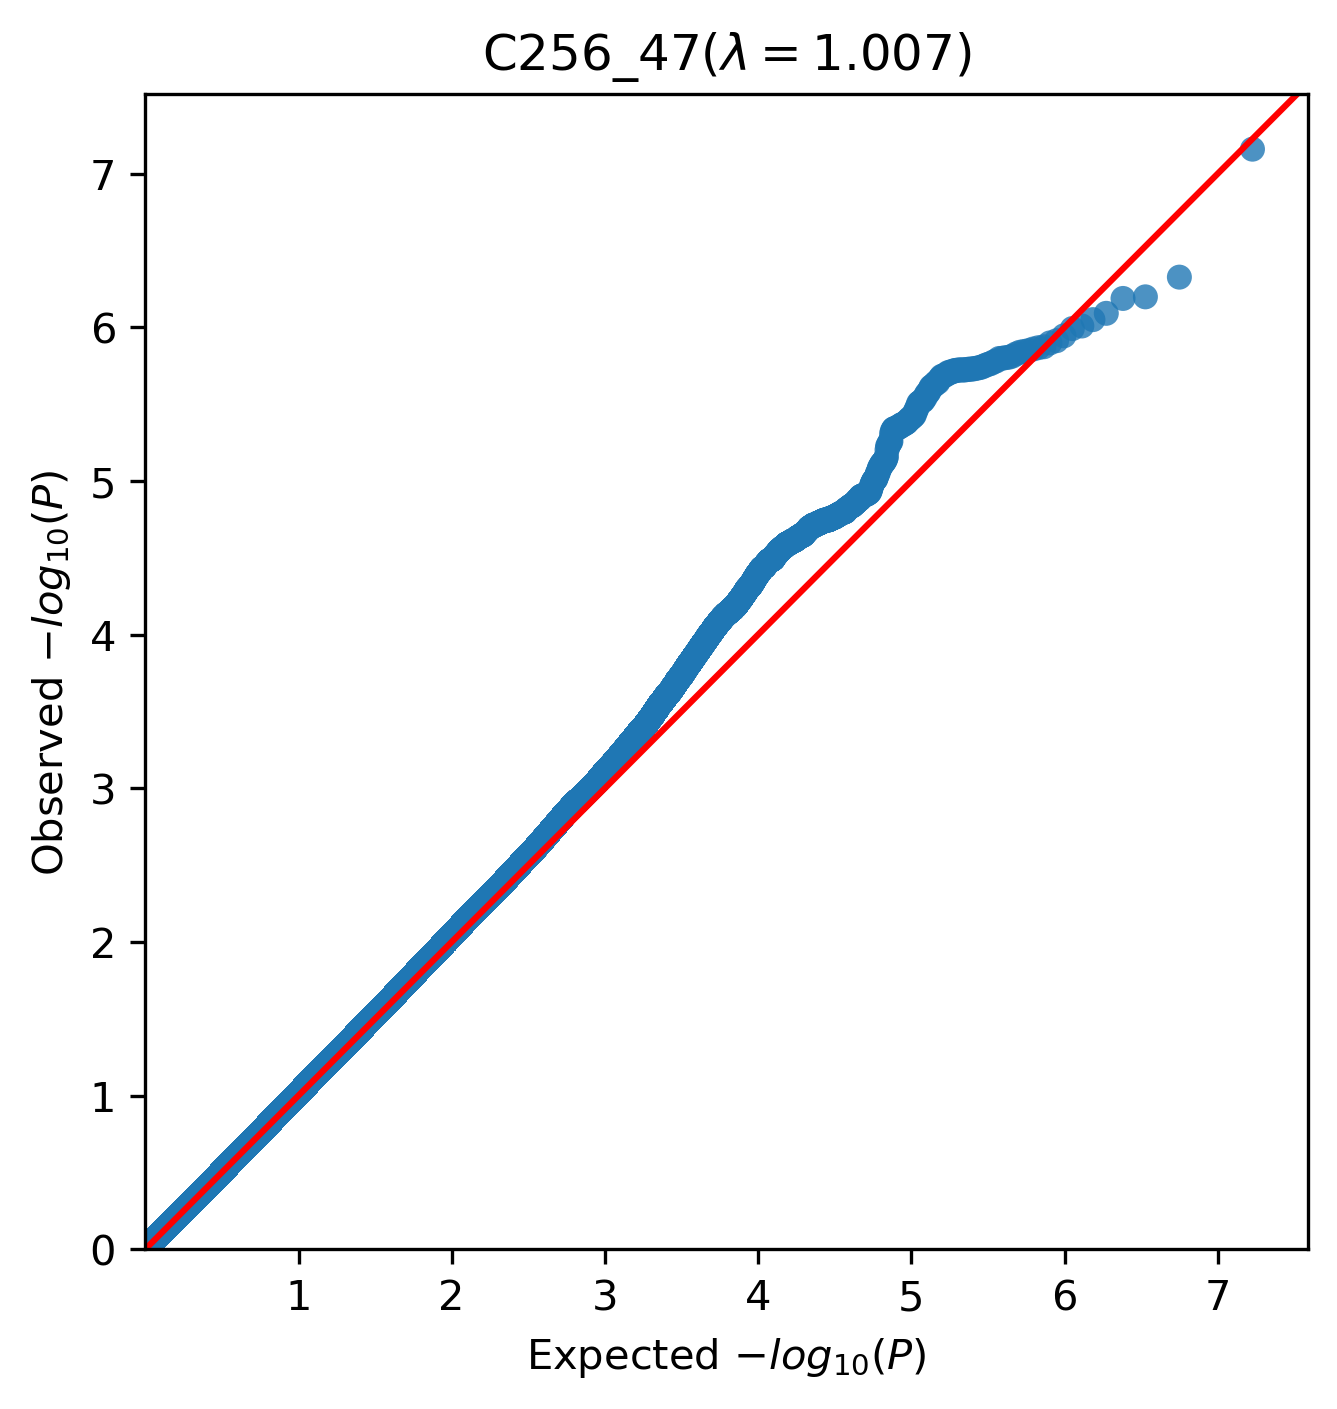 C256_47(λ = 1.007)
Observed −log10(P)
7
6
5
4
3
2
1
0
1 2 3 4 5 6 7
Expected −log10(P)